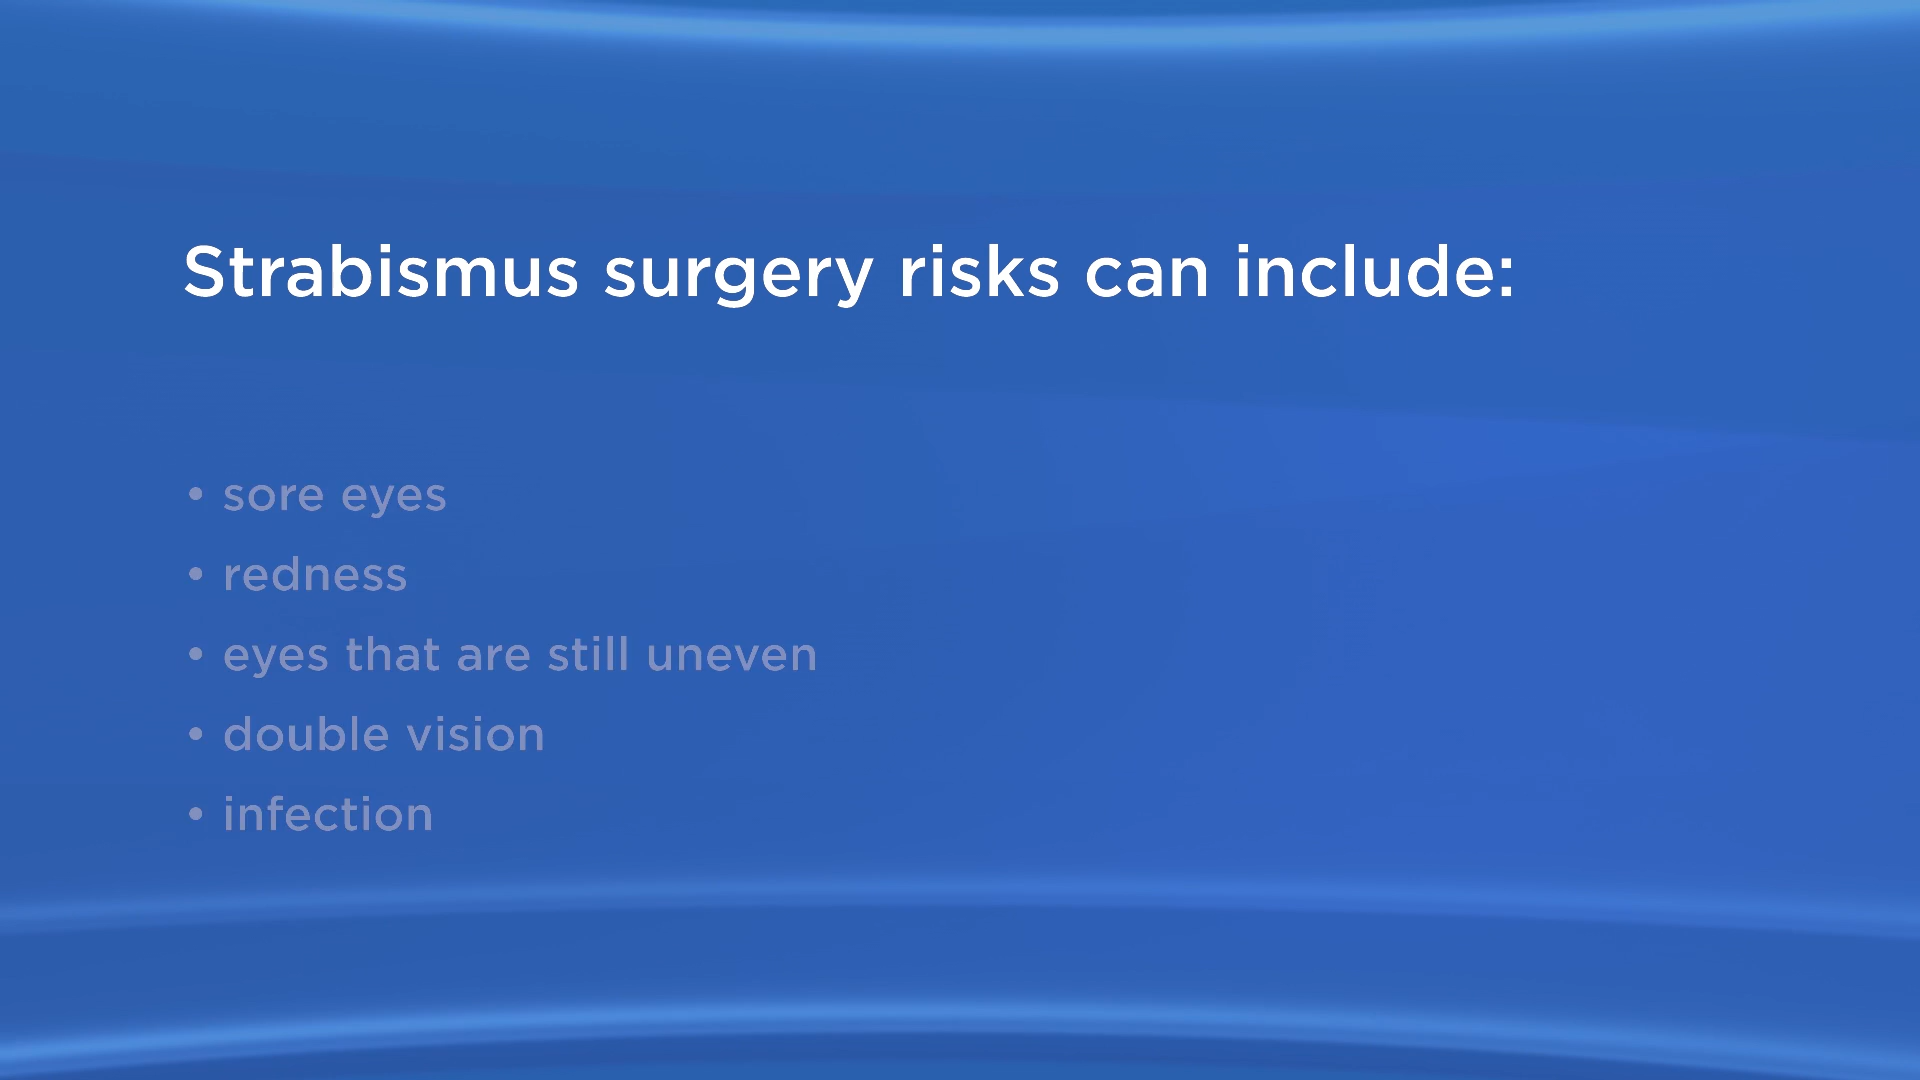 Strabismus surgery risks can include:
• sore eyes
• redness
• eyes that are still uneven
• double vision
• infection